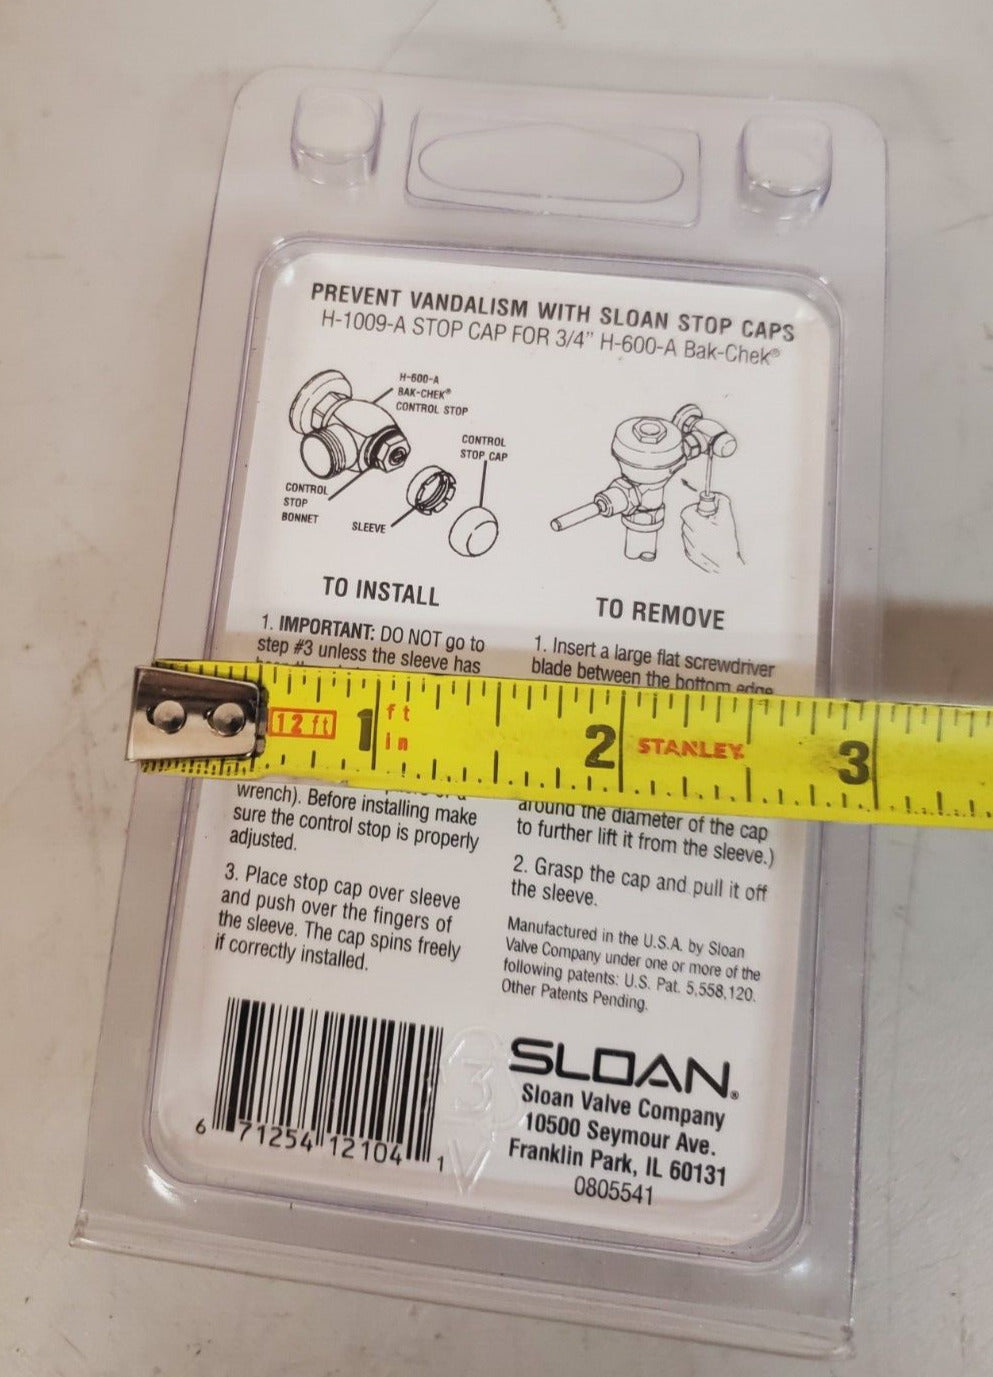 PREVENT VANDALISM WITH SLOAN STOP CAPS
H-1009-A STOP CAP FOR 3/4" H-600-A Bak-Chek®
H-600-A
BAK-CHEK®
CONTROL STOP
CONTROL
STOP CAP
CONTROL
STOP
BONNET
SLEEVE
TO INSTALL
1. IMPORTANT: DO NOT go to
step #3 unless the sleeve has
TO REMOVE
1. Insert a large flat screwdriver
blade between the bottom edge
12 ft
1
ft
in
2
STANLEY
3
wrench). Before installing make
sure the control stop is properly
adjusted.
3. Place stop cap over sleeve
and push over the fingers of
the sleeve. The cap spins freely
if correctly installed.
around the diameter of the cap
to further lift it from the sleeve.)
2. Grasp the cap and pull it off
the sleeve.
Manufactured in the U.S.A. by Sloan
Valve Company under one or more of the
following patents: U.S. Pat. 5,558,120.
Other Patents Pending.
6 71254 12104 1
3
V
SLOAN®
Sloan Valve Company
10500 Seymour Ave.
Franklin Park, IL 60131
0805541